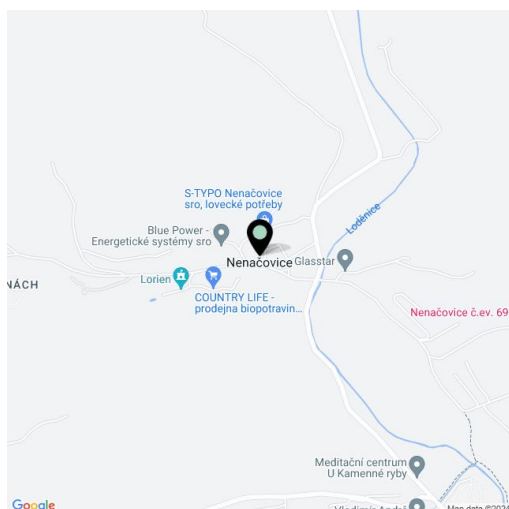 S-TYPO Nenačovice
sro, lovecké potřeby
Loděnice
Blue Power -
Energetické systémy sro
Nenačovice
Glasstar
Lorien
NÁCH
COUNTRY LIFE -
prodejna biopotravin...
Nenačovice č.ev. 69
Meditační centrum
U Kamenné ryby
Vladimír André
Google
Map data ©2024